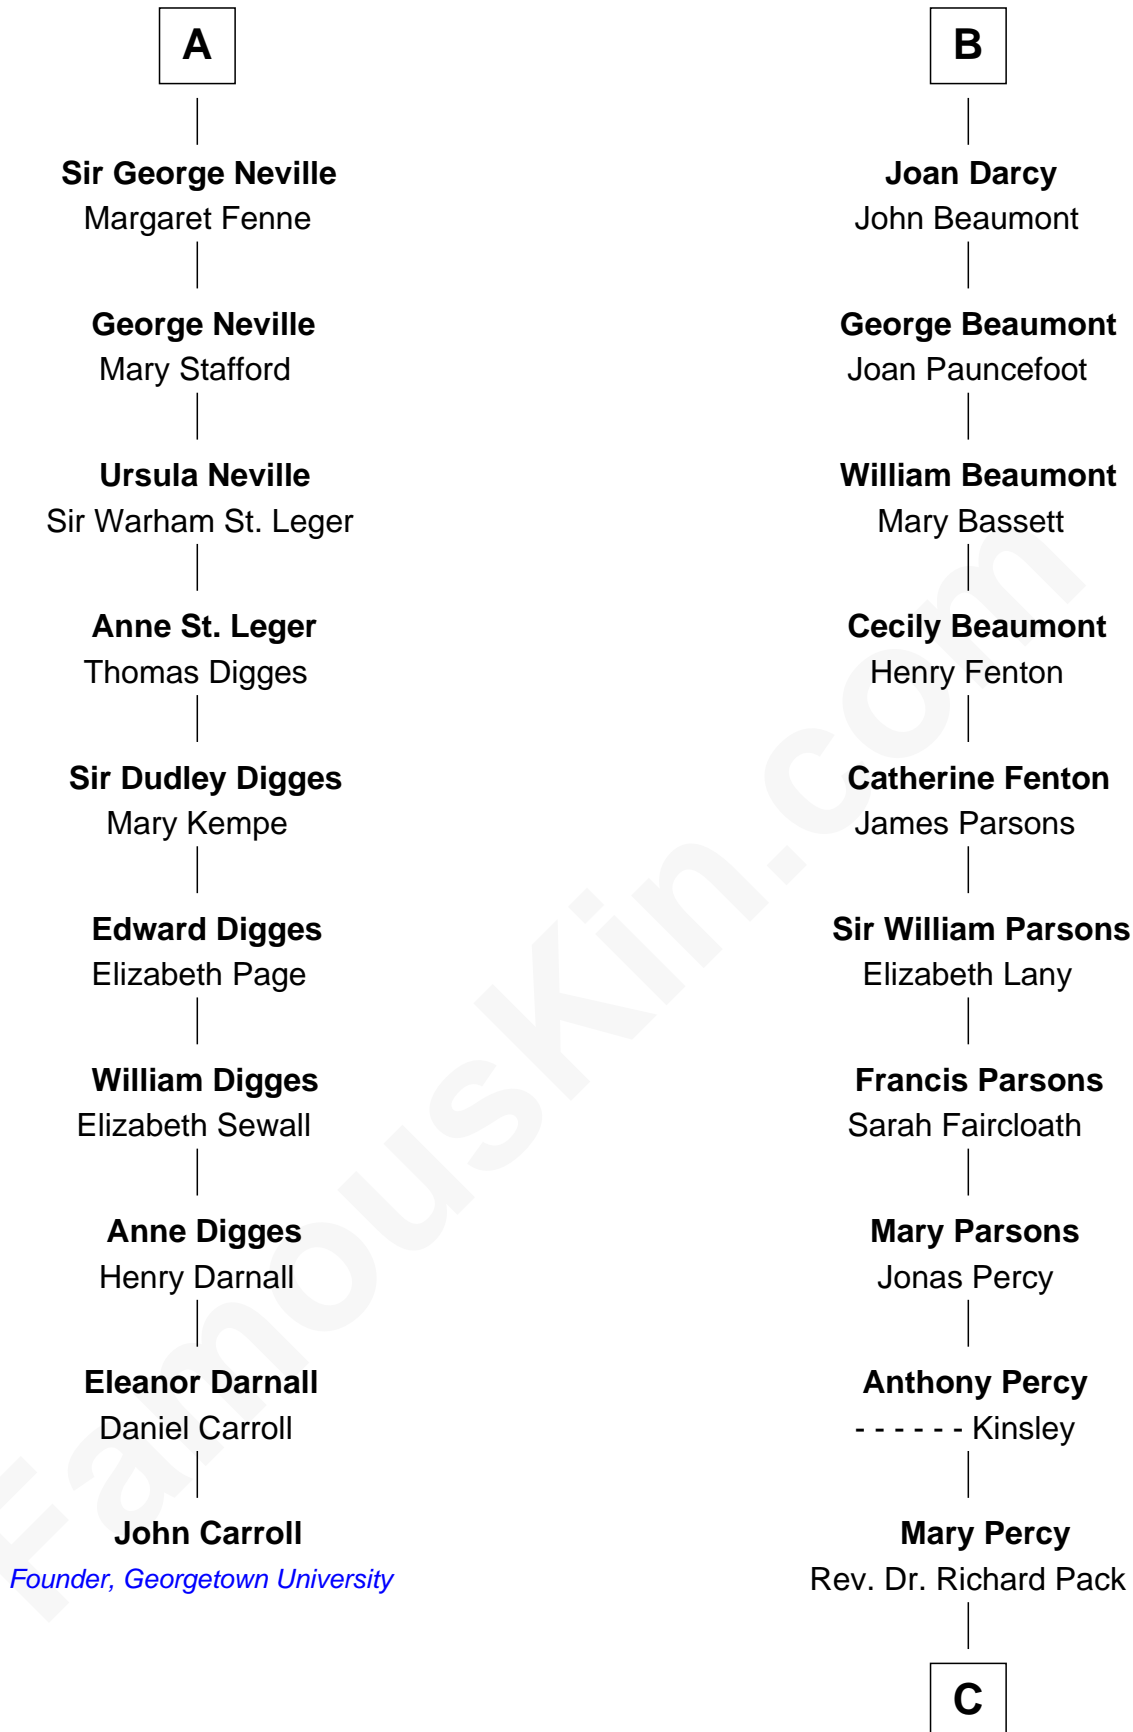 A
Sir George Neville
Margaret Fenne
George Neville
Mary Stafford
Ursula Neville
Sir Warham St. Leger
Anne St. Leger
Thomas Digges
Sir Dudley Digges
Mary Kempe
Edward Digges
Elizabeth Page
William Digges
Elizabeth Sewall
Anne Digges
Henry Darnall
Eleanor Darnall
Daniel Carroll
John Carroll
Founder, Georgetown University
B
Joan Darcy
John Beaumont
George Beaumont
Joan Pauncefoot
William Beaumont
Mary Bassett
Cecily Beaumont
Henry Fenton
Catherine Fenton
James Parsons
Sir William Parsons
Elizabeth Lany
Francis Parsons
Sarah Faircloath
Mary Parsons
Jonas Percy
Anthony Percy
- - - - - - Kinsley
Mary Percy
Rev. Dr. Richard Pack
C
FamousKin.com